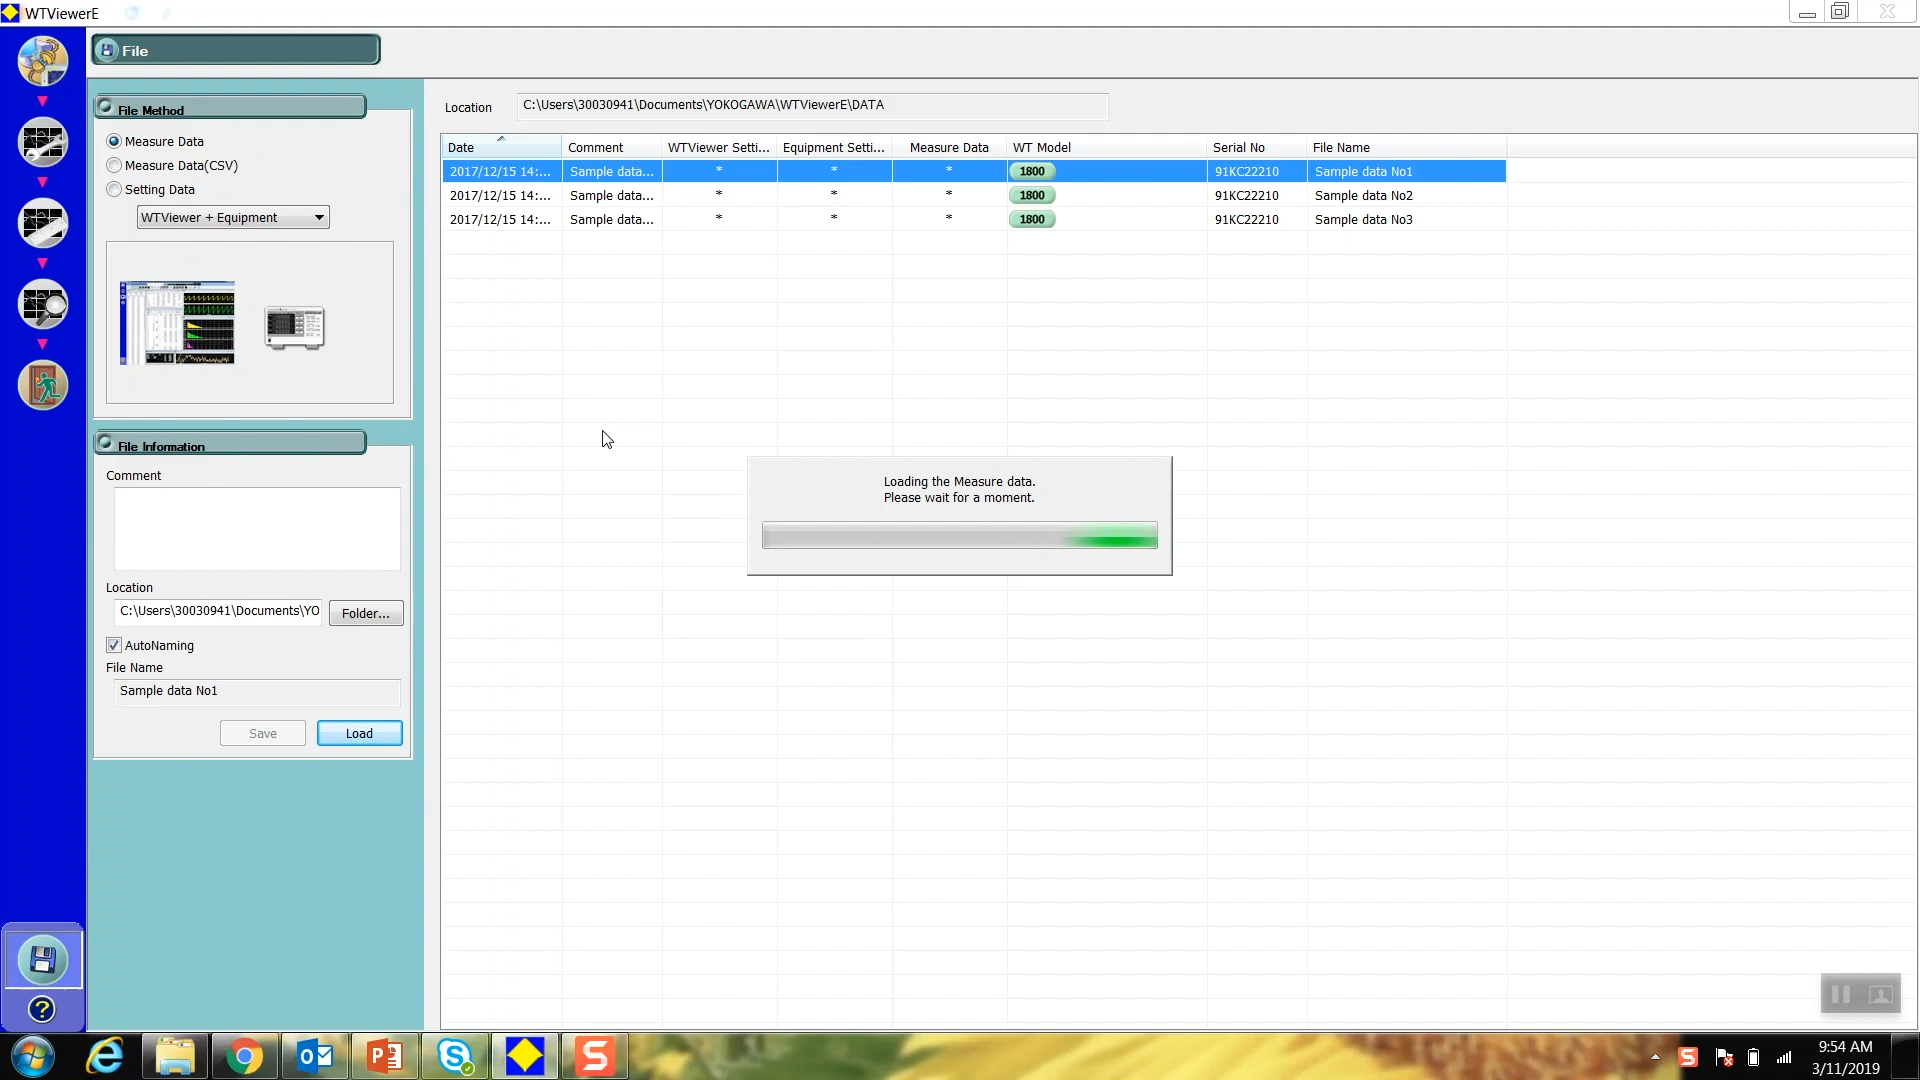 WTViewerE
File
File Method
Measure Data
Measure Data(CSV)
Setting Data
WTViewer + Equipment
File Information
Comment
Location
C:\Users\30030941\Documents\YO
Folder...
AutoNaming
File Name
Sample data No1
Save
Load
Location
C:\Users\30030941\Documents\YOKOGAWA\WTViewerE\DATA
Date Comment WTViewer Setti... Equipment Setti... Measure Data WT Model Serial No File Name
2017/12/15 14:... Sample data... * * * 1800 91KC22210 Sample data No1
2017/12/15 14:... Sample data... * * * 1800 91KC22210 Sample data No2
2017/12/15 14:... Sample data... * * * 1800 91KC22210 Sample data No3
Loading the Measure data.
Please wait for a moment.
9:54 AM
3/11/2019